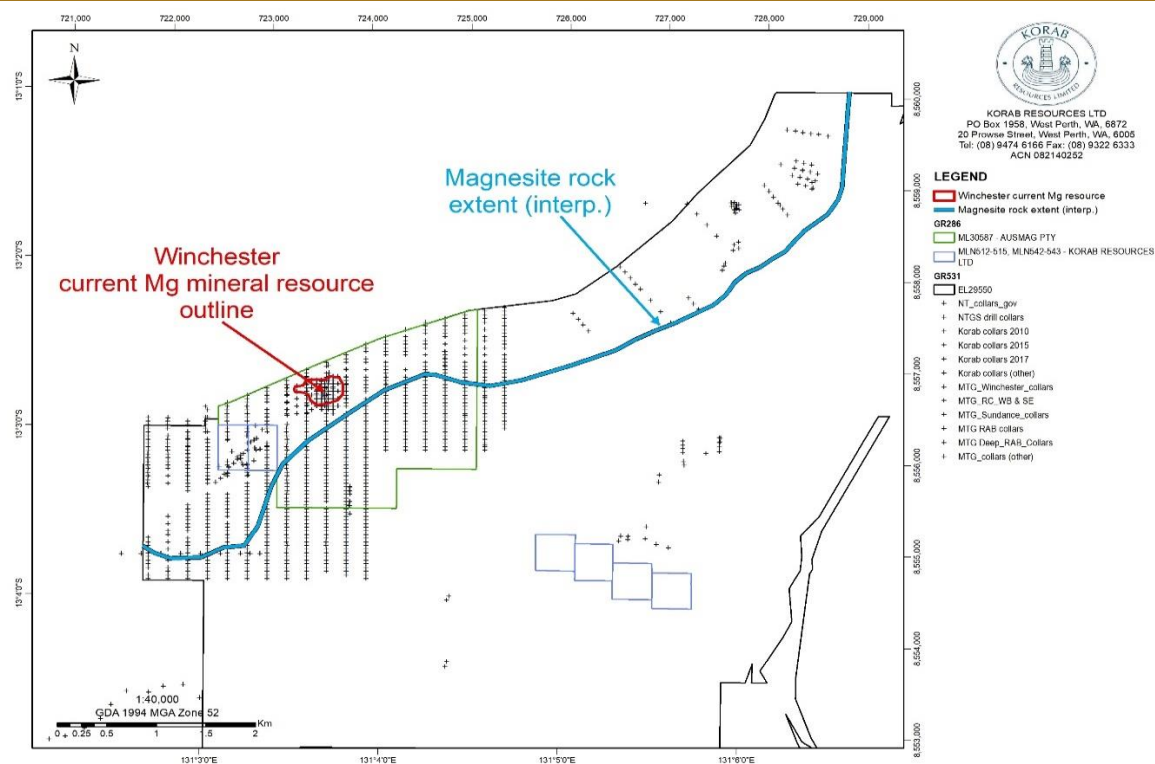 721,000
722,000
723,000
724,000
725,000
726,000
727,000
728,000
729,000
N
13°1'0"S
13°2'0"S
13°3'0"S
13°4'0"S
8,560,000
8,559,000
8,558,000
8,557,000
8,556,000
8,555,000
8,554,000
8,553,000
Magnesite rock
extent (interp.)
Winchester
current Mg mineral resource
outline
1:40,000
GDA 1994 MGA Zone 52
0 0.25 0.5 1 1.5 2 Km
131°3'0"E
131°4'0"E
131°5'0"E
131°6'0"E
KORAB
RESOURCES LIMITED
KORAB RESOURCES LTD
PO Box 1958, West Perth, WA, 6872
20 Prowse Street, West Perth, WA, 6005
Tel: (08) 9474 6166 Fax: (08) 9322 6333
ACN 082140252
LEGEND
Winchester current Mg resource
Magnesite rock extent (interp.)
GR286
ML30587 - AUSMAG PTY
MLN512-515, MLN542-543 - KORAB RESOURCES
LTD
GR531
EL29550
NT_collars_gov
NTGS drill collars
Korab collars 2010
Korab collars 2015
Korab collars 2017
Korab collars (other)
MTG_Winchester_collars
MTG_RC_WB & SE
MTG_Sundance_collars
MTG RAB collars
MTG Deep_RAB_Collars
MTG_collars (other)